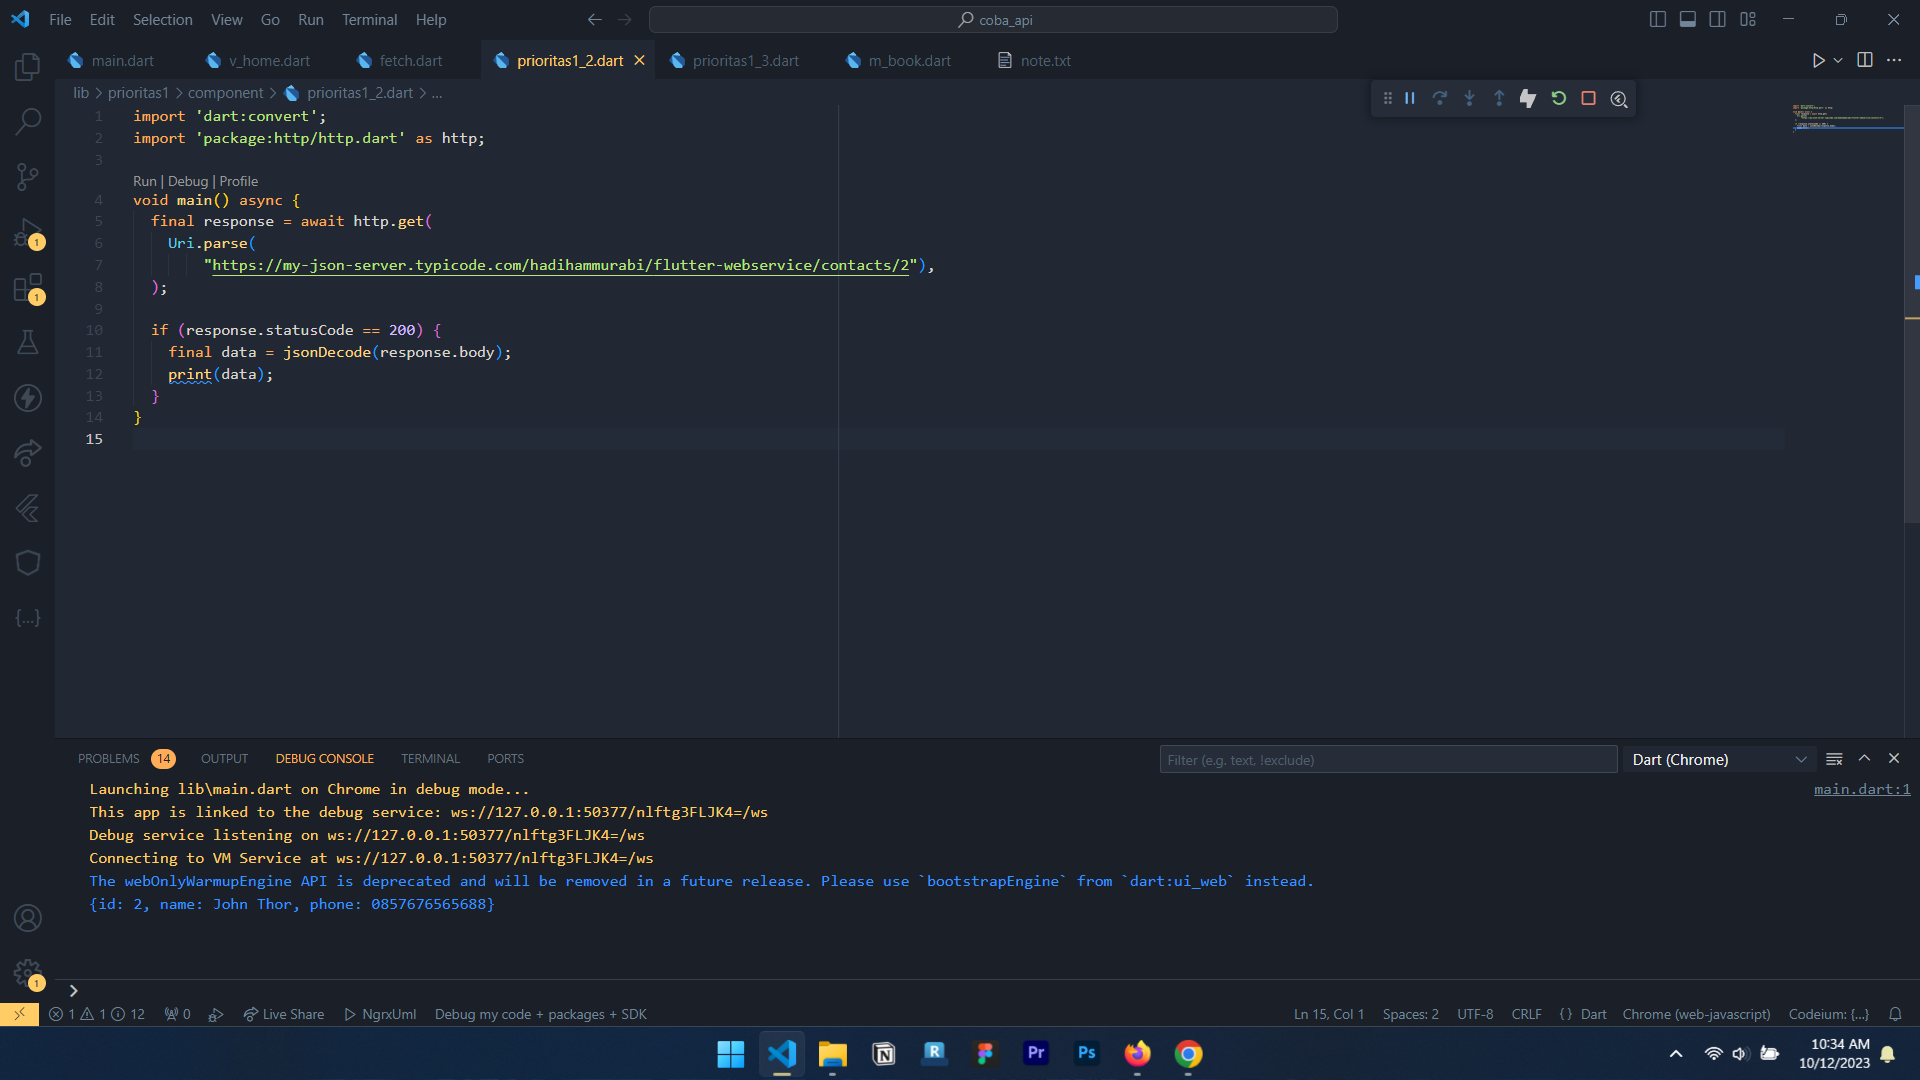 File Edit Selection View Go Run Terminal Help
coba_api
main.dart v_home.dart fetch.dart prioritas1_2.dart prioritas1_3.dart m_book.dart note.txt
lib > prioritas1 > component > prioritas1_2.dart > ...
1 import 'dart:convert';
2 import 'package:http/http.dart' as http;
3
Run | Debug | Profile
4 void main() async {
5 final response = await http.get(
6 Uri.parse(
7 "https://my-json-server.typicode.com/hadihammurabi/flutter-webservice/contacts/2"),
8 );
9
10 if (response.statusCode == 200) {
11 final data = jsonDecode(response.body);
12 print(data);
13 }
14 }
15
1
1
PROBLEMS 14 OUTPUT DEBUG CONSOLE TERMINAL PORTS
Filter (e.g. text, !exclude)
Dart (Chrome)
Launching lib\main.dart on Chrome in debug mode...
main.dart:1
This app is linked to the debug service: ws://127.0.0.1:50377/nlftg3FLJK4=/ws
Debug service listening on ws://127.0.0.1:50377/nlftg3FLJK4=/ws
Connecting to VM Service at ws://127.0.0.1:50377/nlftg3FLJK4=/ws
The webOnlyWarmupEngine API is deprecated and will be removed in a future release. Please use `bootstrapEngine` from `dart:ui_web` instead.
{id: 2, name: John Thor, phone: 0857676565688}
1
1 1 12 0 Live Share NgrxUml Debug my code + packages + SDK
Ln 15, Col 1 Spaces: 2 UTF-8 CRLF { } Dart Chrome (web-javascript) Codeium: {...}
N R Pr Ps
10:34 AM
10/12/2023